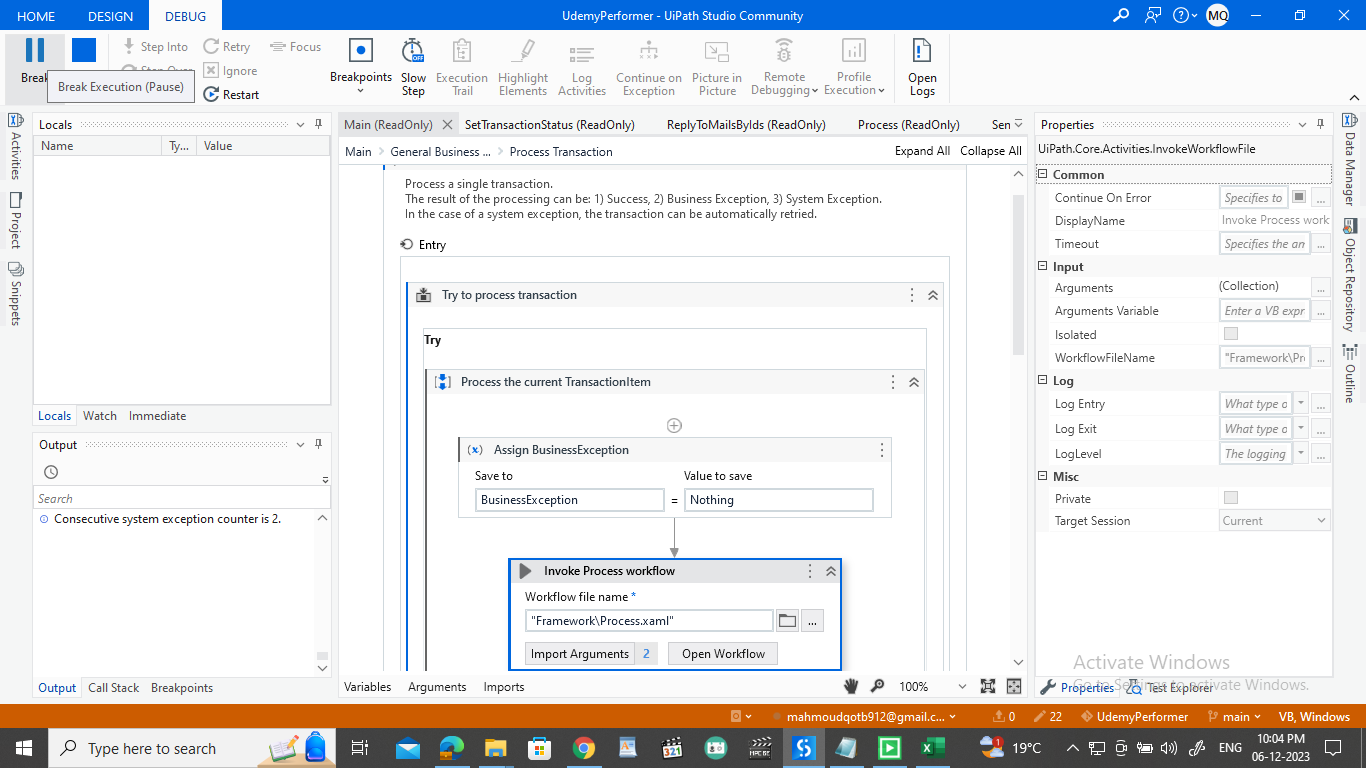 HOME
DESIGN
DEBUG
UdemyPerformer - UiPath Studio Community
MQ
Break
Break Execution (Pause)
Step Into
Step Over
Retry
Ignore
Restart
Focus
Breakpoints
Slow Step
OFF
Execution Trail
Highlight Elements
Log Activities
Continue on Exception
Picture in Picture
Remote Debugging
Profile Execution
Open Logs
Activities
Project
Snippets
Locals
Name
Ty...
Value
Locals
Watch
Immediate
Output
Search
Consecutive system exception counter is 2.
Output
Call Stack
Breakpoints
Main (ReadOnly)
SetTransactionStatus (ReadOnly)
ReplyToMailsByIds (ReadOnly)
Process (ReadOnly)
Sen
Main
General Business ...
Process Transaction
Expand All
Collapse All
Process a single transaction.
The result of the processing can be: 1) Success, 2) Business Exception, 3) System Exception.
In the case of a system exception, the transaction can be automatically retried.
Entry
Try to process transaction
Try
Process the current TransactionItem
(x) Assign BusinessException
Save to
Value to save
BusinessException
=
Nothing
Invoke Process workflow
Workflow file name *
"Framework\Process.xaml"
...
Import Arguments
2
Open Workflow
Variables
Arguments
Imports
100%
Properties
UiPath.Core.Activities.InvokeWorkflowFile
Common
Continue On Error
Specifies to
...
DisplayName
Invoke Process work
Timeout
Specifies the am
...
Input
Arguments
(Collection)
...
Arguments Variable
Enter a VB expr
...
Isolated
WorkflowFileName
"Framework\Pr
...
Log
Log Entry
What type o
...
Log Exit
What type o
...
LogLevel
The logging
...
Misc
Private
Target Session
Current
Activate Windows
Go to Settings to activate Windows.
Properties
Test Explorer
Data Manager
Object Repository
Outline
mahmoudqotb912@gmail.c...
0
22
UdemyPerformer
main
VB, Windows
Type here to search
321
1
19°C
ENG
10:04 PM
06-12-2023